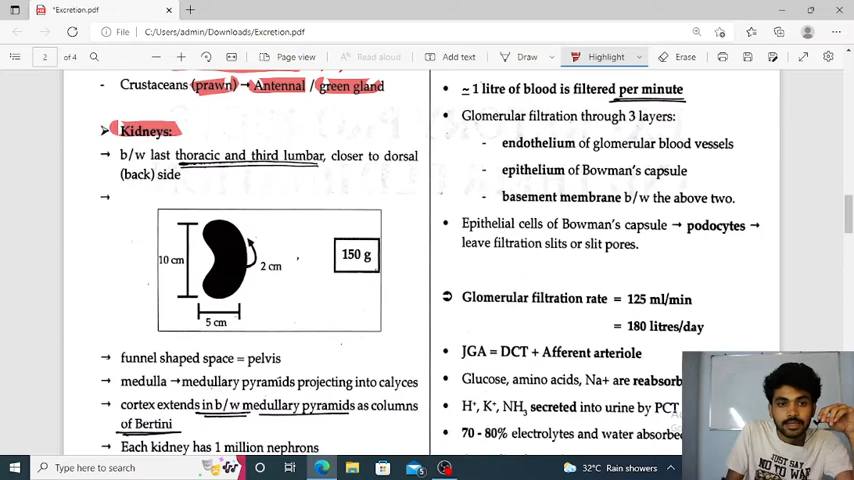 *Excretion.pdf
File
C:/Users/admin/Downloads/Excretion.pdf
2 of 4
Page view
Read aloud
Add text
Draw
Highlight
Erase
- Crustaceans (prawn) → Antennal / green gland
➢ Kidneys:
→ b/w last thoracic and third lumbar, closer to dorsal
(back) side
→
10 cm
2 cm
150 g
5 cm
→ funnel shaped space = pelvis
→ medulla → medullary pyramids projecting into calyces
→ cortex extends in b/w medullary pyramids as columns
of Bertini
→ Each kidney has 1 million nephrons
• ~ 1 litre of blood is filtered per minute
• Glomerular filtration through 3 layers:
- endothelium of glomerular blood vessels
- epithelium of Bowman's capsule
- basement membrane b/w the above two.
• Epithelial cells of Bowman's capsule → podocytes →
leave filtration slits or slit pores.
➲ Glomerular filtration rate = 125 ml/min
= 180 litres/day
• JGA = DCT + Afferent arteriole
• Glucose, amino acids, Na+ are reabsorb
• H⁺, K⁺, NH₃ secreted into urine by PCT
• 70 - 80% electrolytes and water absorbe
JUST SAY
NO TO
WAR
Type here to search
5
32°C Rain showers